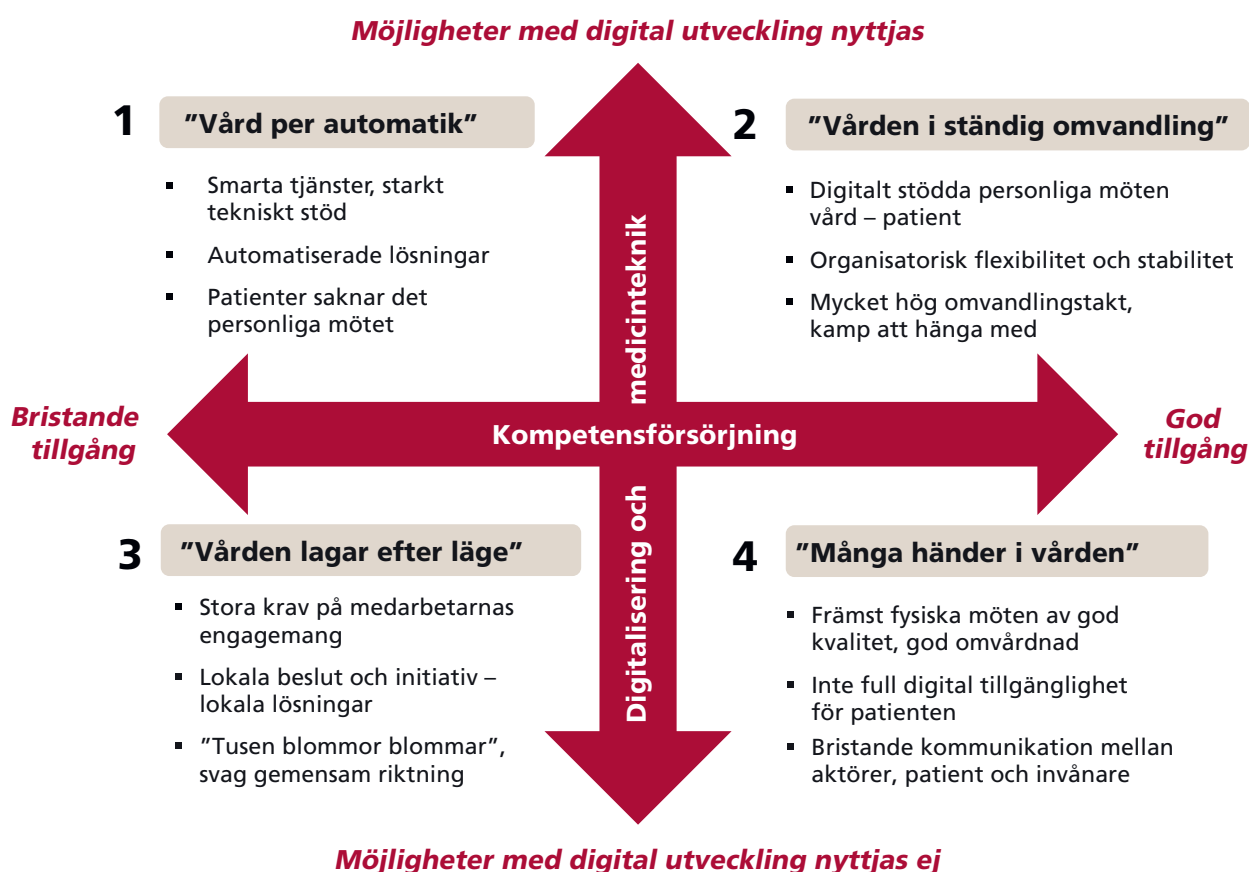 Möjligheter med digital utveckling nyttjas
1
”Vård per automatik”
▪ Smarta tjänster, starkt
tekniskt stöd
▪ Automatiserade lösningar
▪ Patienter saknar det
personliga mötet
2
”Vården i ständig omvandling”
▪ Digitalt stödda personliga möten
vård – patient
▪ Organisatorisk flexibilitet och stabilitet
▪ Mycket hög omvandlingstakt,
kamp att hänga med
Bristande
tillgång
Kompetensförsörjning
God
tillgång
Digitalisering och medicinteknik
3
”Vården lagar efter läge”
▪ Stora krav på medarbetarnas
engagemang
▪ Lokala beslut och initiativ –
lokala lösningar
▪ ”Tusen blommor blommar”,
svag gemensam riktning
4
”Många händer i vården”
▪ Främst fysiska möten av god
kvalitet, god omvårdnad
▪ Inte full digital tillgänglighet
för patienten
▪ Bristande kommunikation mellan
aktörer, patient och invånare
Möjligheter med digital utveckling nyttjas ej